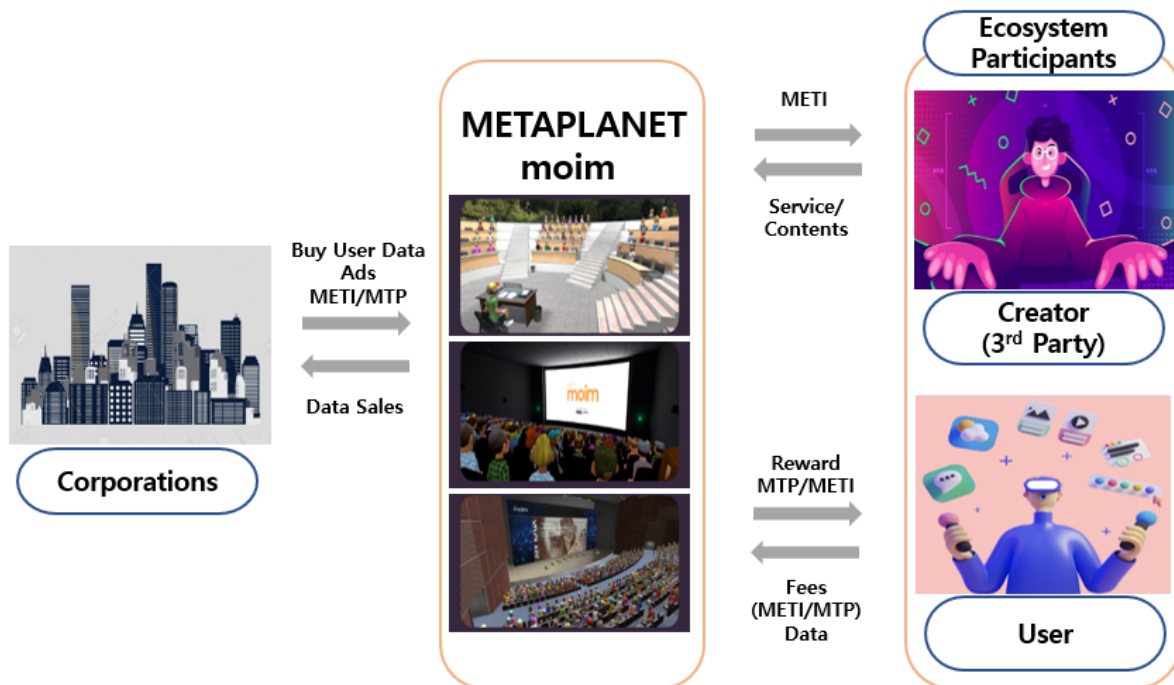 Ecosystem
Participants
METAPLANET
moim
METI
Service/
Contents
Buy User Data
Ads
METI/MTP
Data Sales
Corporations
moim
Creator
(3rd Party)
Reward
MTP/METI
Fees
(METI/MTP)
Data
User